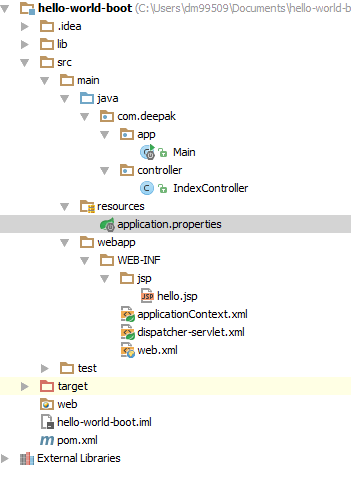 hello-world-boot (C:\Users\dm99509\Documents\hello-world-b
.idea
lib
src
main
java
com.deepak
app
Main
controller
IndexController
resources
application.properties
webapp
WEB-INF
jsp
JSP hello.jsp
applicationContext.xml
dispatcher-servlet.xml
web.xml
test
target
web
hello-world-boot.iml
m pom.xml
External Libraries